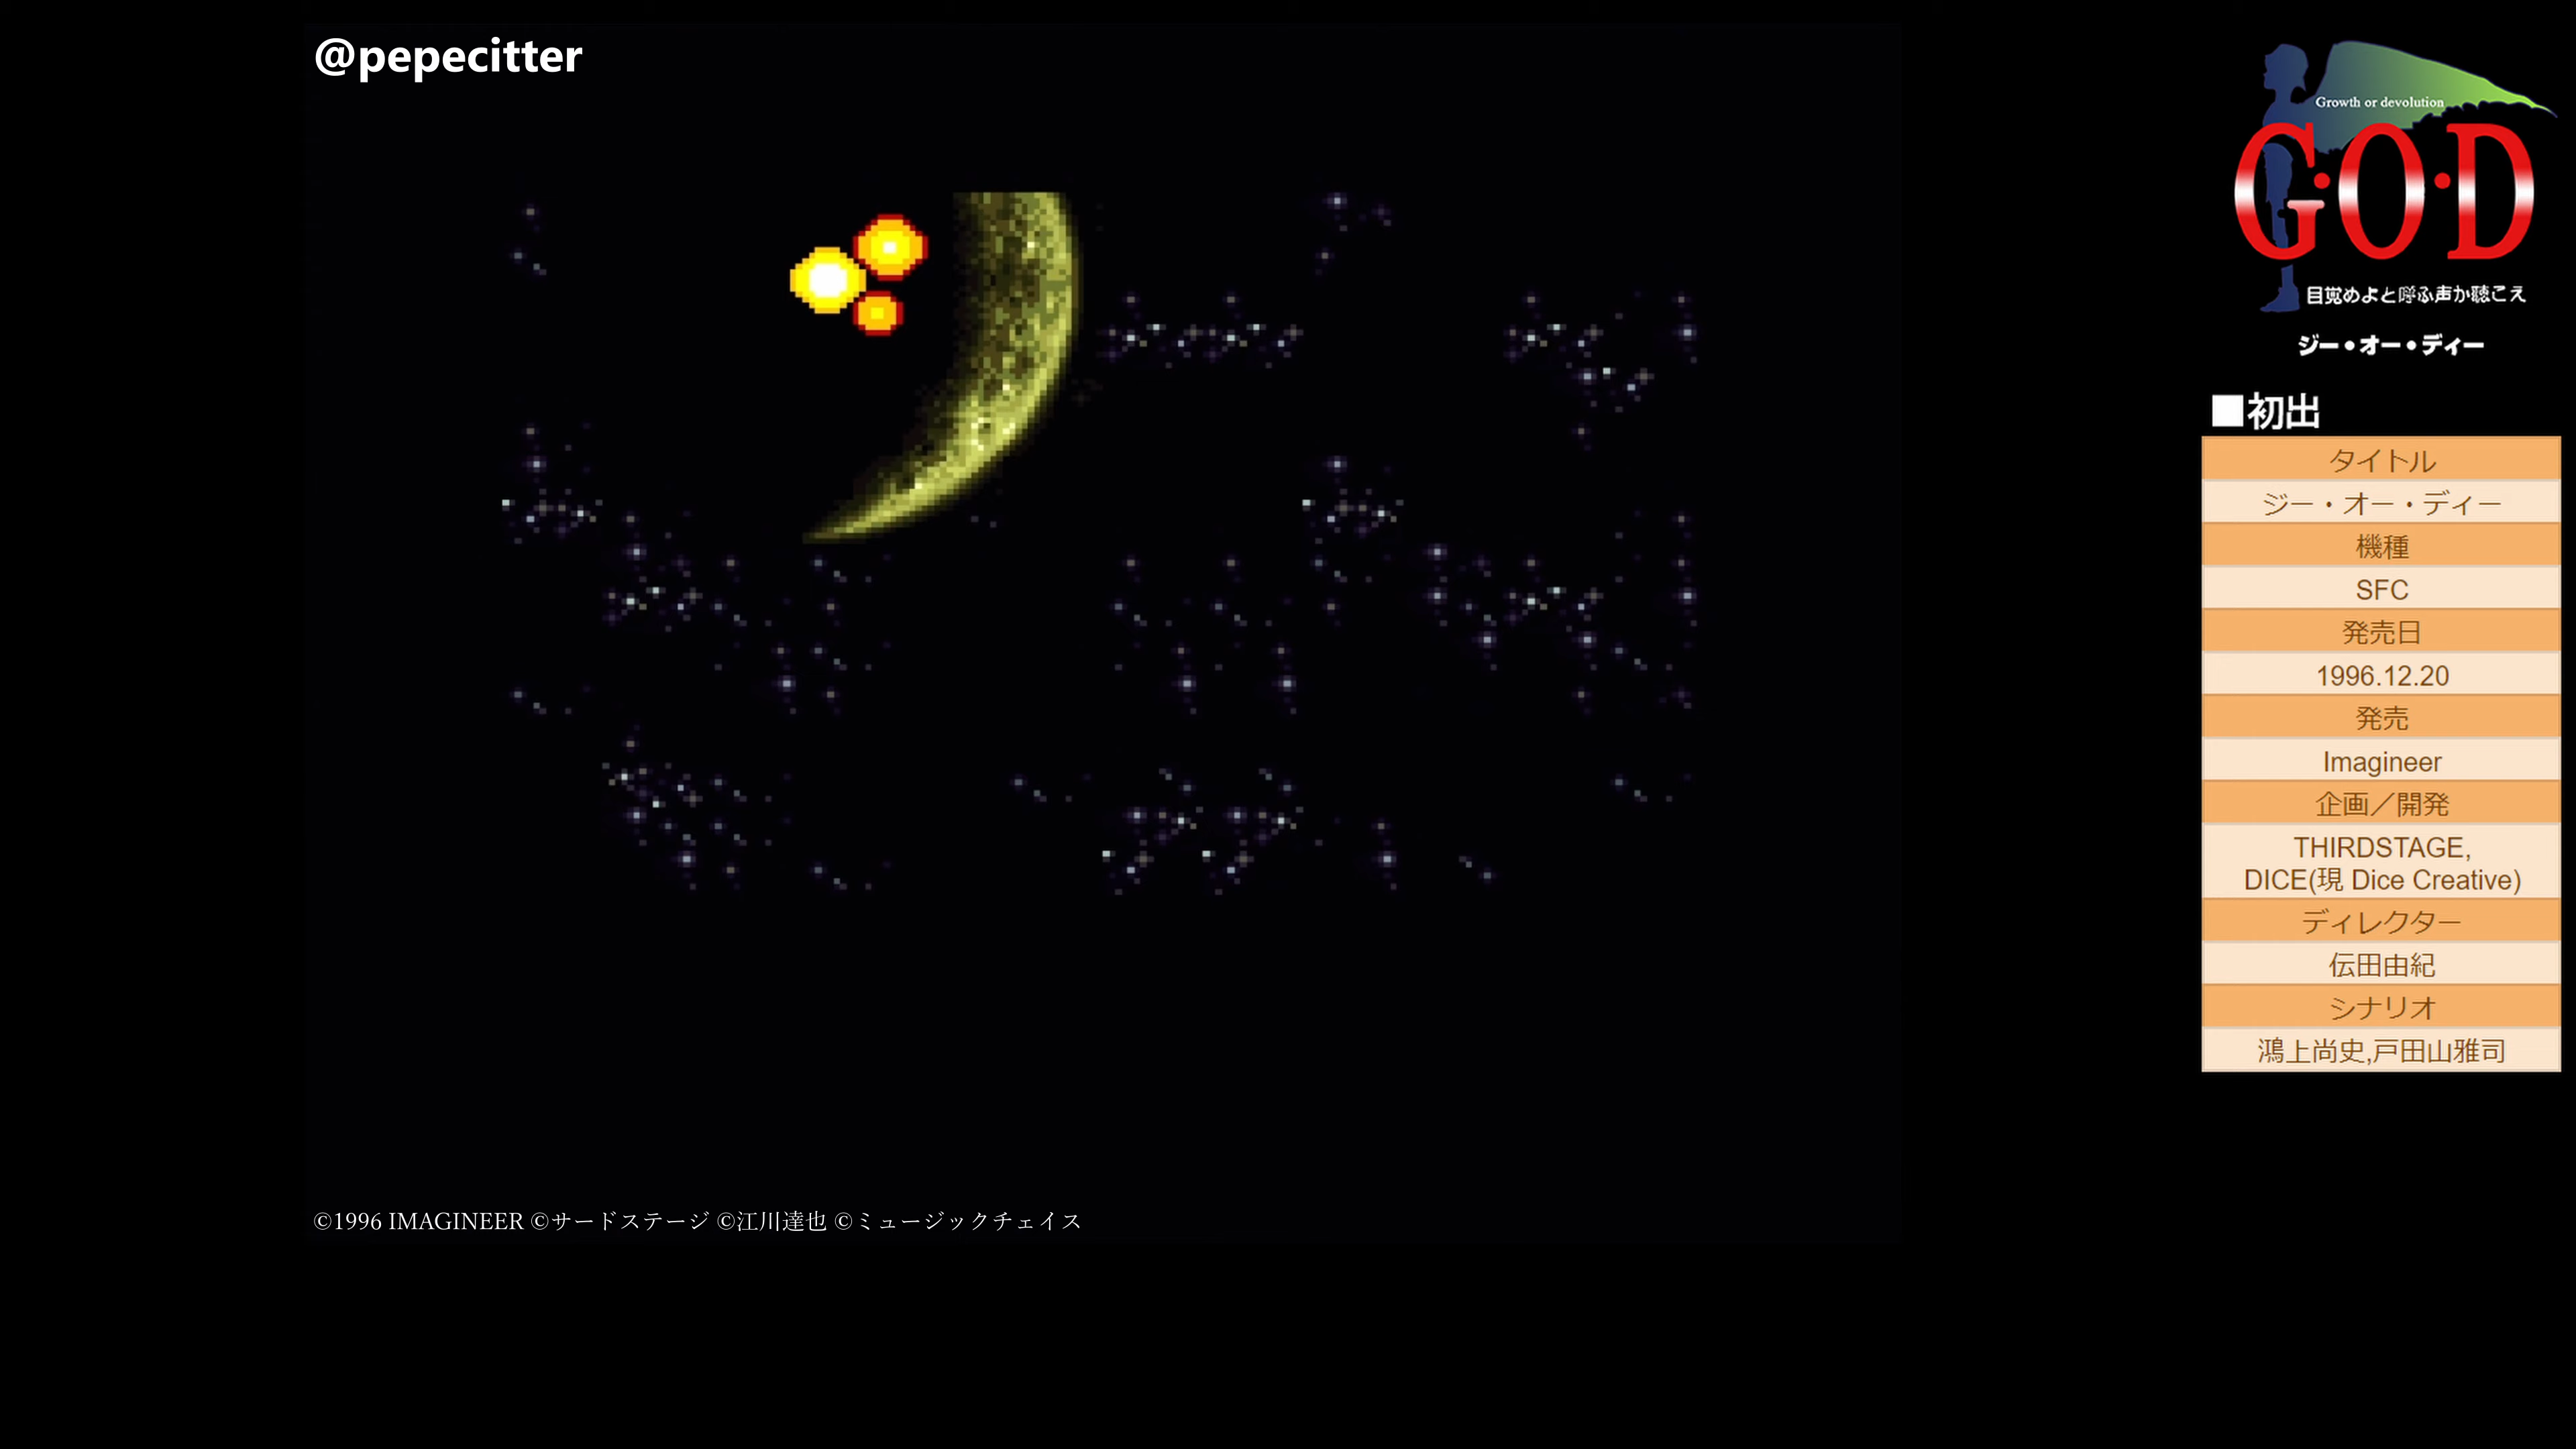 @pepecitter
Growth or devolution
G・O・D
目覚めよと呼ぶ声が聴こえ
ジー・オー・ディー
■初出
タイトル
ジー・オー・ディー
機種
SFC
発売日
1996.12.20
発売
Imagineer
企画／開発
THIRDSTAGE,
DICE(現 Dice Creative)
ディレクター
伝田由紀
シナリオ
鴻上尚史,戸田山雅司
©1996 IMAGINEER ©サードステージ ©江川達也 ©ミュージックチェイス